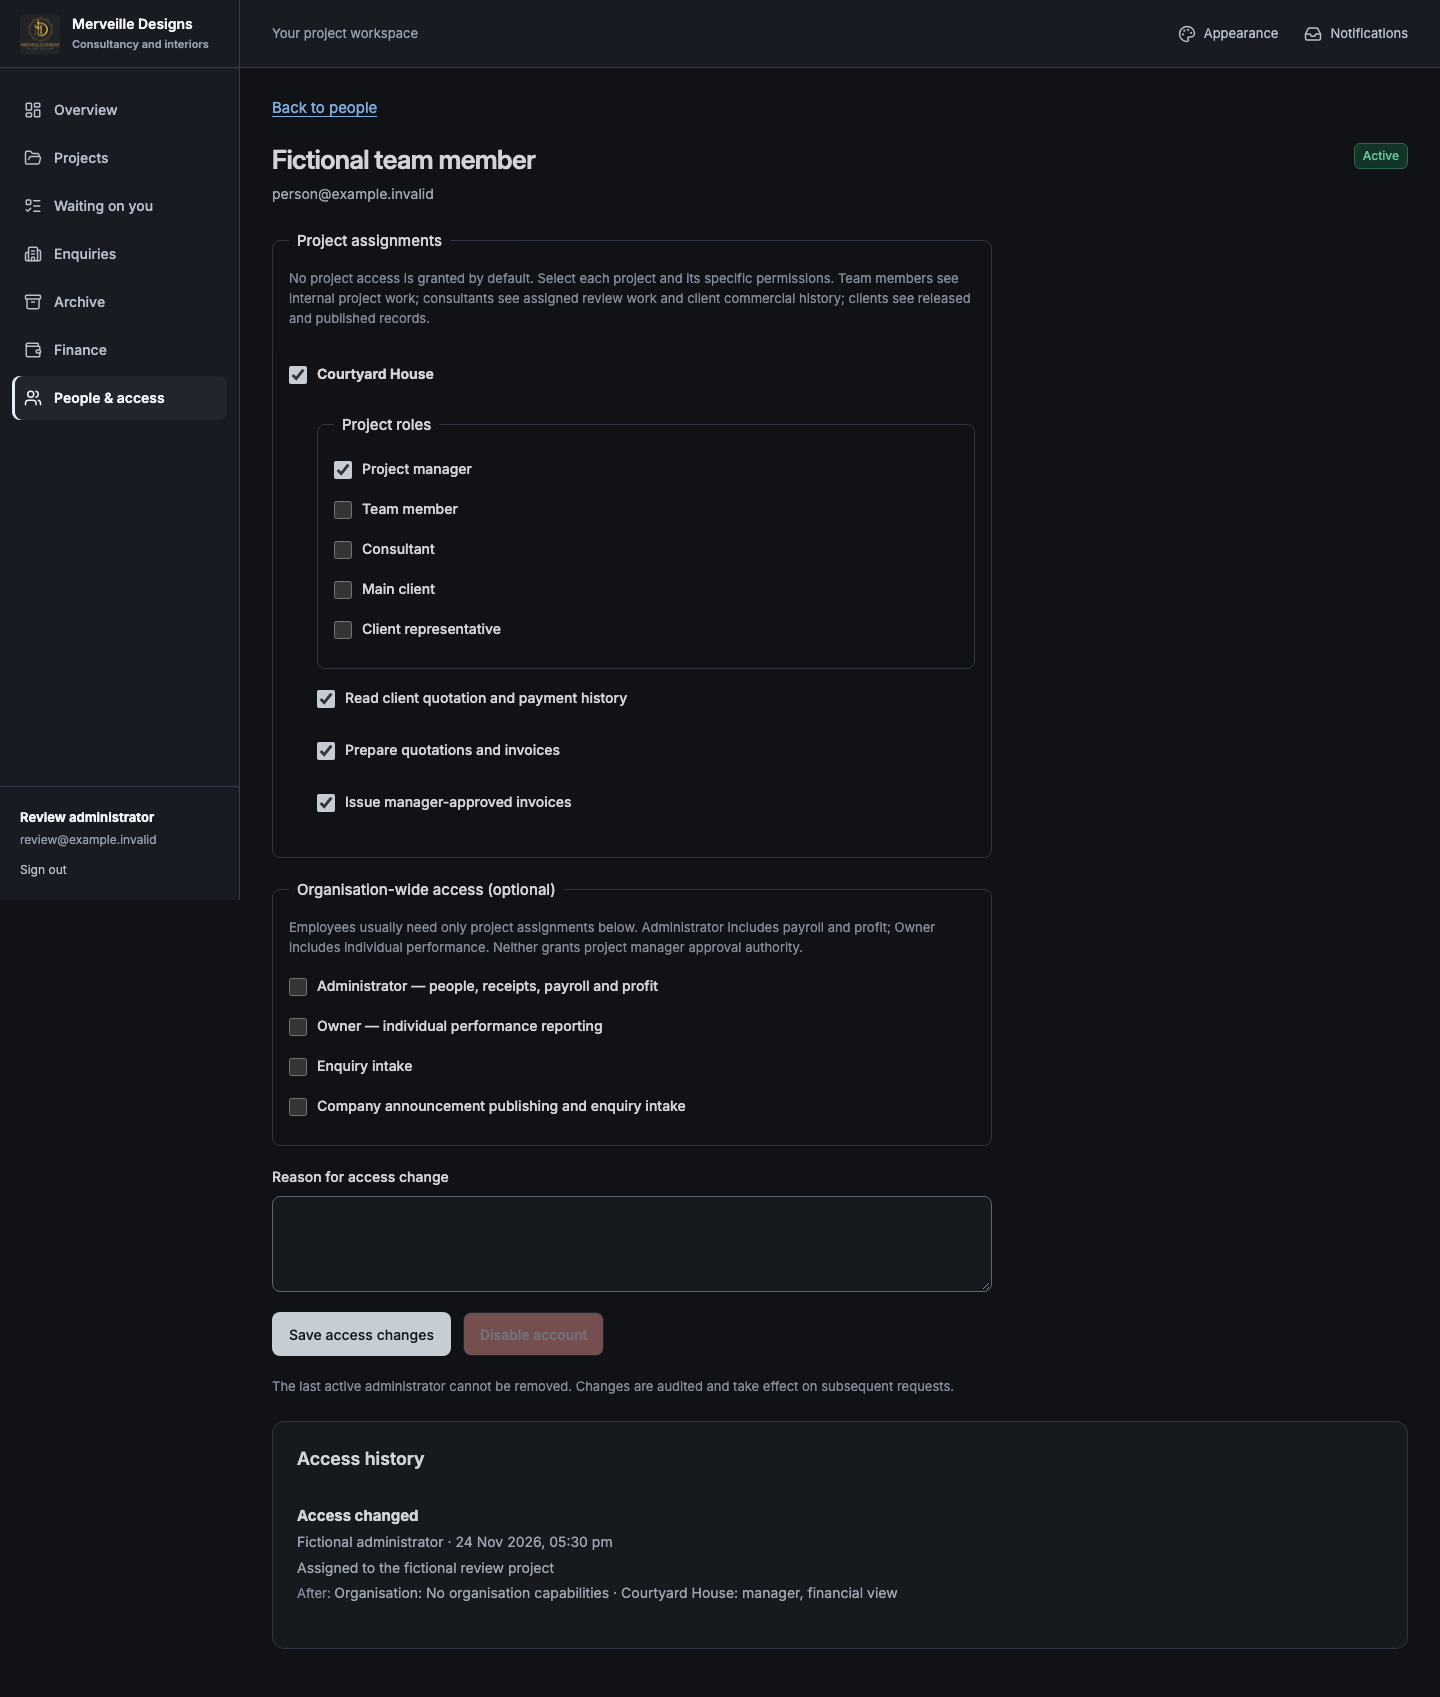 Merveille Designs
Consultancy and interiors
Your project workspace
Appearance
Notifications
Overview
Projects
Waiting on you
Enquiries
Archive
Finance
People & access
Review administrator
review@example.invalid
Sign out
Back to people
Fictional team member
Active
person@example.invalid
Project assignments
No project access is granted by default. Select each project and its specific permissions. Team members see
internal project work; consultants see assigned review work and client commercial history; clients see released
and published records.
Courtyard House
Project roles
Project manager
Team member
Consultant
Main client
Client representative
Read client quotation and payment history
Prepare quotations and invoices
Issue manager-approved invoices
Organisation-wide access (optional)
Employees usually need only project assignments below. Administrator includes payroll and profit; Owner
includes individual performance. Neither grants project manager approval authority.
Administrator — people, receipts, payroll and profit
Owner — individual performance reporting
Enquiry intake
Company announcement publishing and enquiry intake
Reason for access change
Save access changes
Disable account
The last active administrator cannot be removed. Changes are audited and take effect on subsequent requests.
Access history
Access changed
Fictional administrator · 24 Nov 2026, 05:30 pm
Assigned to the fictional review project
After: Organisation: No organisation capabilities · Courtyard House: manager, financial view